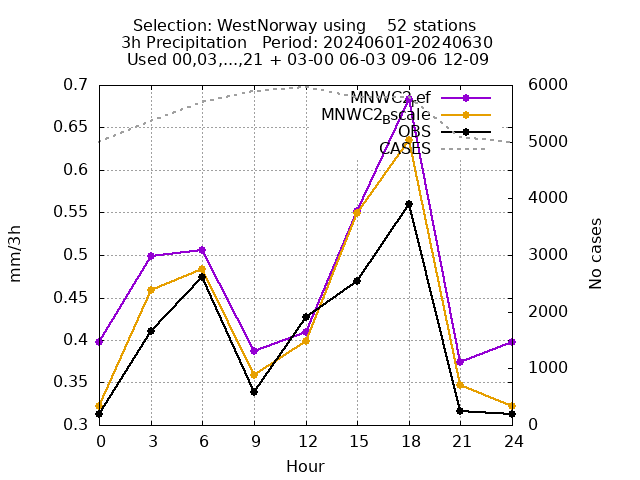 Selection: WestNorway using    52 stations
3h Precipitation   Period: 20240601-20240630
Used 00,03,...,21 + 03-00 06-03 09-06 12-09
mm/3h
0.7
0.65
0.6
0.55
0.5
0.45
0.4
0.35
0.3
MNWC2_ref
MNWC2_Bscale
OBS
CASES
6000
5000
4000
3000
2000
1000
0
No cases
0 3 6 9 12 15 18 21 24
Hour